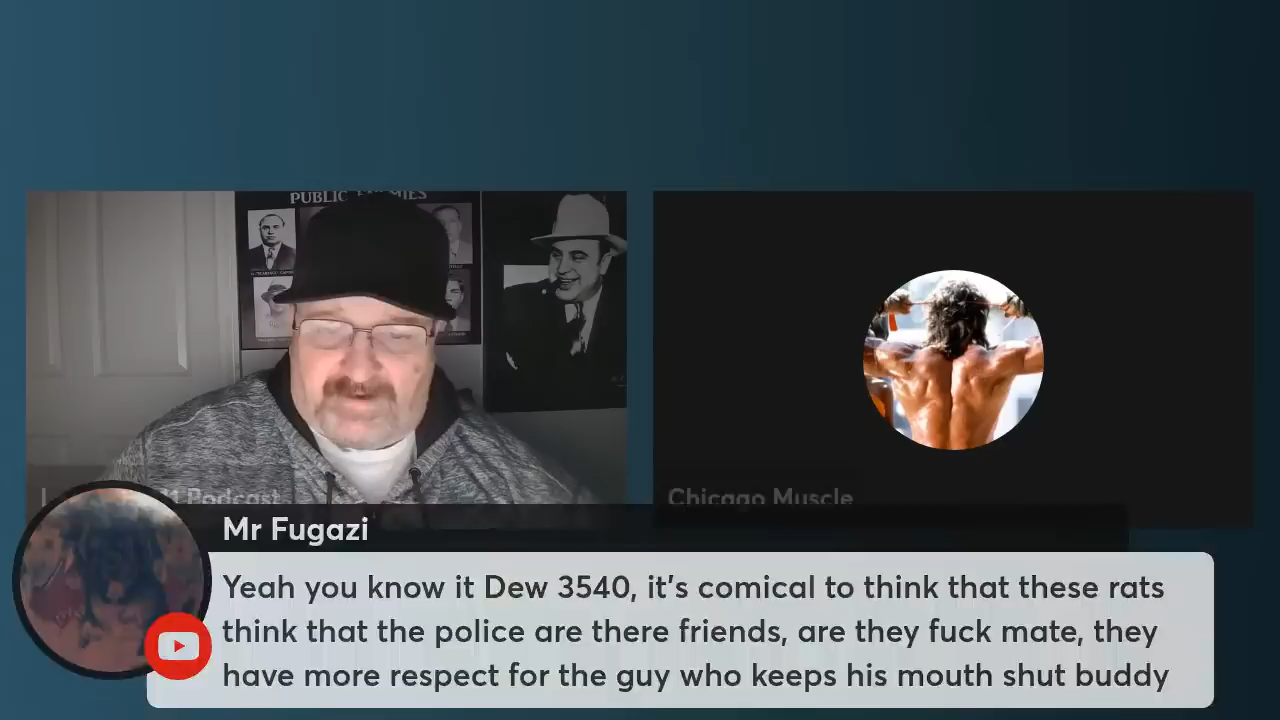 PUBLIC
Podcast
Chicago Muscle
Mr Fugazi
Yeah you know it Dew 3540, it's comical to think that these rats
think that the police are there friends, are they fuck mate, they
have more respect for the guy who keeps his mouth shut buddy